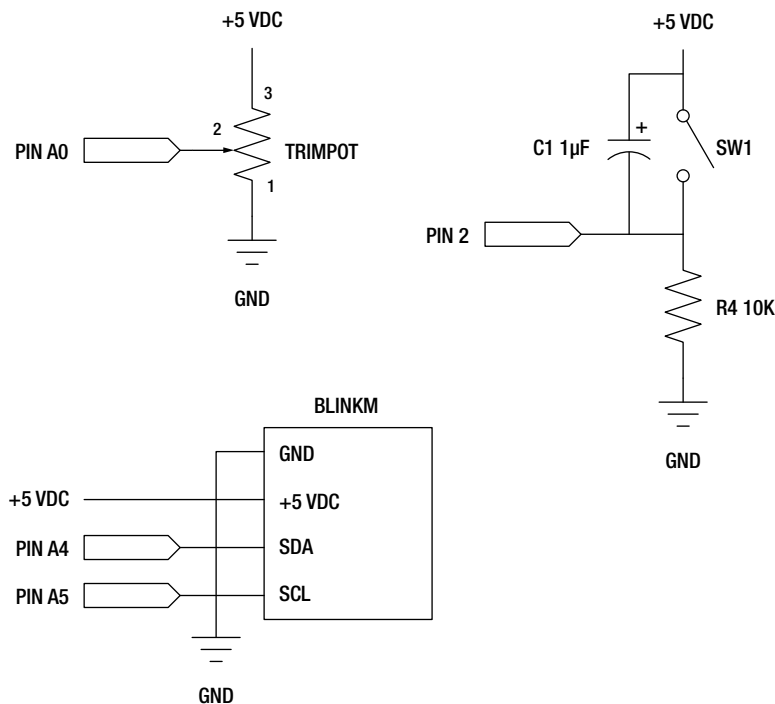 +5 VDC
3
2
PIN A0
TRIMPOT
1
GND
+5 VDC
+
C1 1µF
SW1
PIN 2
R4 10K
GND
BLINKM
GND
+5 VDC
+5 VDC
PIN A4
SDA
PIN A5
SCL
GND